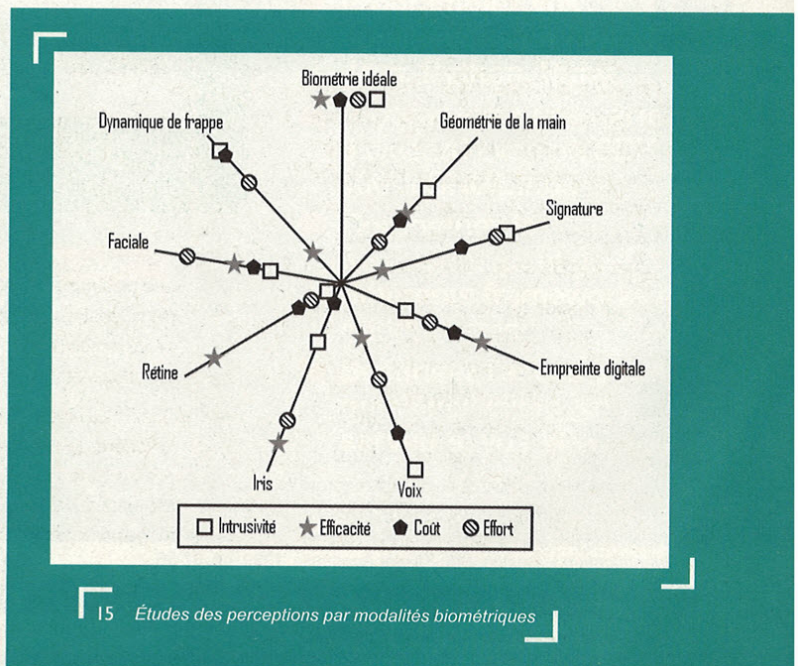 Biométrie idéale
Dynamique de frappe
Géométrie de la main
Signature
Faciale
Rétine
Empreinte digitale
Iris
Voix
Intrusivité Efficacité Coût Effort
15 Études des perceptions par modalités biométriques